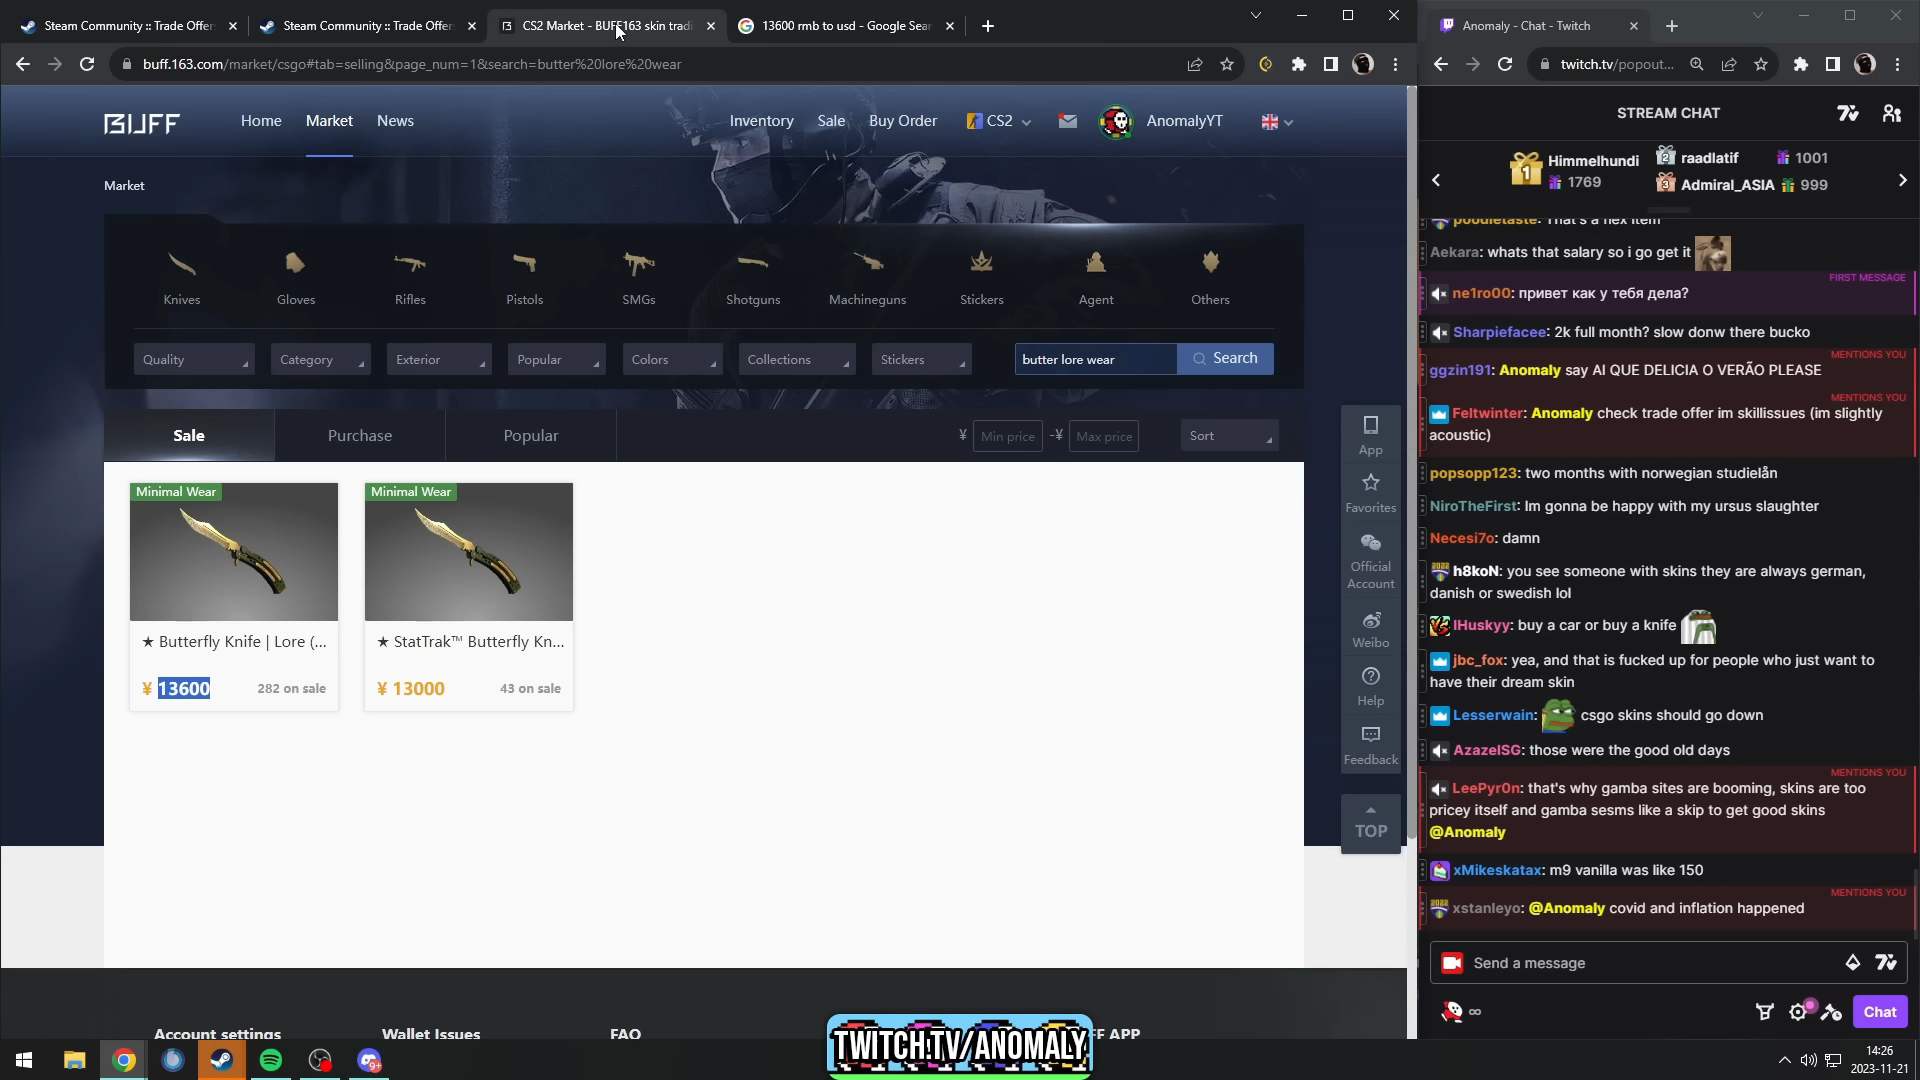 Steam Community :: Trade Offer
Steam Community :: Trade Offer
CS2 Market - BUFF163 skin tradi
13600 rmb to usd - Google Sear
Anomaly - Chat - Twitch
buff.163.com/market/csgo#tab=selling&page_num=1&search=butter%20lore%20wear
twitch.tv/popout...
BUFF
Home
Market
News
Inventory
Sale
Buy Order
CS2
AnomalyYT
Market
Knives
Gloves
Rifles
Pistols
SMGs
Shotguns
Machineguns
Stickers
Agent
Others
Quality
Category
Exterior
Popular
Colors
Collections
Stickers
butter lore wear
Search
Sale
Purchase
Popular
¥ Min price -¥ Max price
Sort
Minimal Wear
★ Butterfly Knife | Lore (...
¥ 13600
282 on sale
Minimal Wear
★ StatTrak™ Butterfly Kn...
¥ 13000
43 on sale
App
Favorites
Official
Account
Weibo
Help
Feedback
TOP
Account settings
Wallet Issues
FAQ
FF APP
TWITCH.TV/ANOMALY
STREAM CHAT
1 Himmelhundi
1769
2 raadlatif 1001
3 Admiral_ASIA 999
poodletaste: That's a flex item
Aekara: whats that salary so i go get it
FIRST MESSAGE
ne1ro00: привет как у тебя дела?
Sharpiefacee: 2k full month? slow donw there bucko
MENTIONS YOU
ggzin191: Anomaly say AI QUE DELICIA O VERÃO PLEASE
MENTIONS YOU
Feltwinter: Anomaly check trade offer im skillissues (im slightly
acoustic)
popsopp123: two months with norwegian studielån
NiroTheFirst: Im gonna be happy with my ursus slaughter
Necesi7o: damn
2022 h8koN: you see someone with skins they are always german,
danish or swedish lol
IHuskyy: buy a car or buy a knife
jbc_fox: yea, and that is fucked up for people who just want to
have their dream skin
Lesserwain: csgo skins should go down
AzazelSG: those were the good old days
MENTIONS YOU
LeePyr0n: that's why gamba sites are booming, skins are too
pricey itself and gamba sesms like a skip to get good skins
@Anomaly
xMikeskatax: m9 vanilla was like 150
MENTIONS YOU
2022 xstanleyo: @Anomaly covid and inflation happened
Send a message
∞
Chat
9+
14:26
2023-11-21